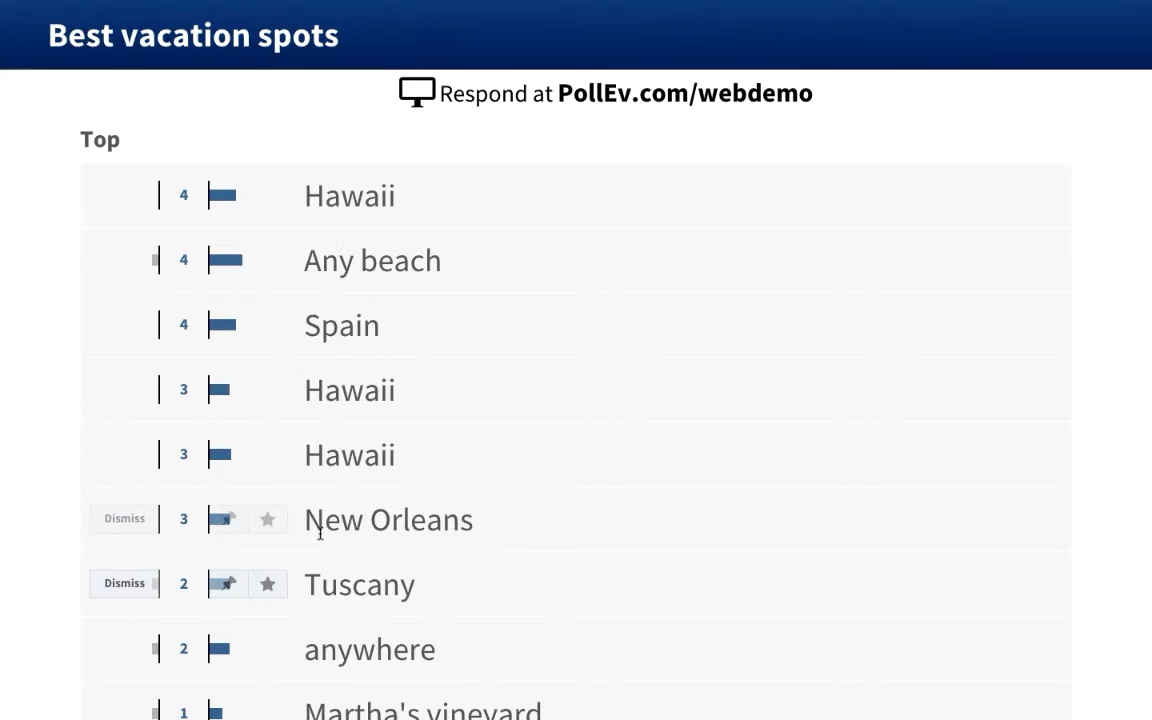 Best vacation spots
Respond at PollEv.com/webdemo
Top
4 Hawaii
4 Any beach
4 Spain
3 Hawaii
3 Hawaii
Dismiss 3 New Orleans
Dismiss 2 Tuscany
2 anywhere
1 Martha's vineyard